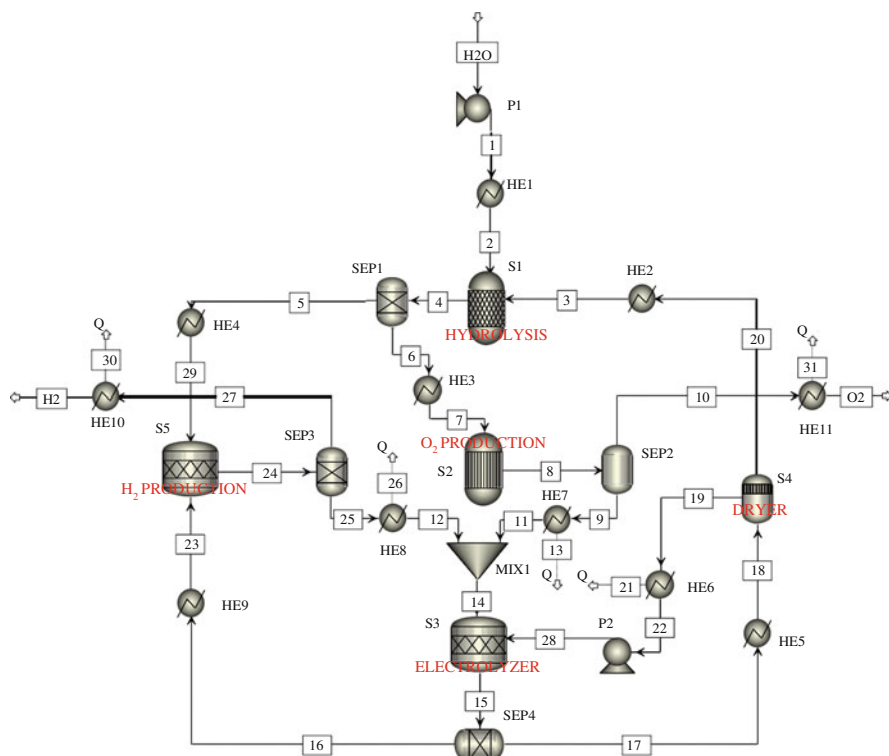 H2O
P1
1
HE1
2
SEP1
S1
HE2
5
4
3
HYDROLYSIS
Q
HE4
Q
30
6
20
31
29
HE3
H2
27
10
O2
HE10
7
HE11
S5
SEP3
O2 PRODUCTION
SEP2
24
S2
8
S4
H2 PRODUCTION
Q
26
HE7
19
DRYER
25
12
11
9
HE8
23
MIX1
13
18
Q
Q
21
HE6
14
HE9
S3
28
P2
22
HE5
ELECTROLYZER
15
SEP4
16
17